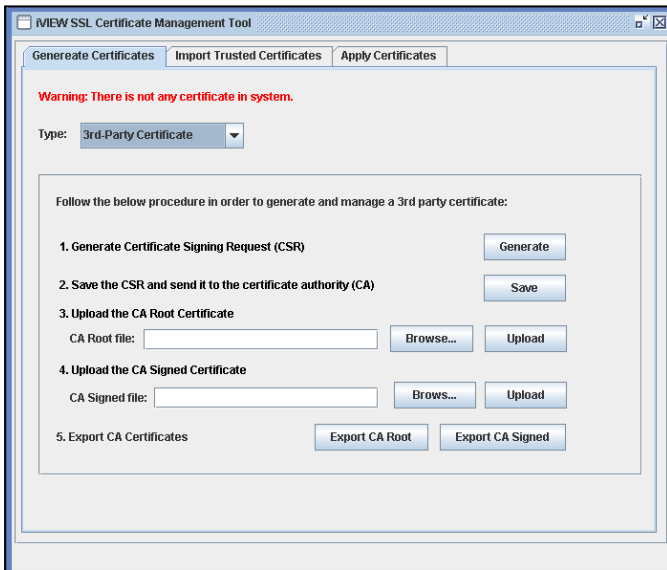 iVIEW SSL Certificate Management Tool
Genereate Certificates Import Trusted Certificates Apply Certificates
Warning: There is not any certificate in system.
Type: 3rd-Party Certificate
Follow the below procedure in order to generate and manage a 3rd party certificate:
1. Generate Certificate Signing Request (CSR) Generate
2. Save the CSR and send it to the certificate authority (CA) Save
3. Upload the CA Root Certificate
CA Root file: Browse... Upload
4. Upload the CA Signed Certificate
CA Signed file: Brows... Upload
5. Export CA Certificates Export CA Root Export CA Signed